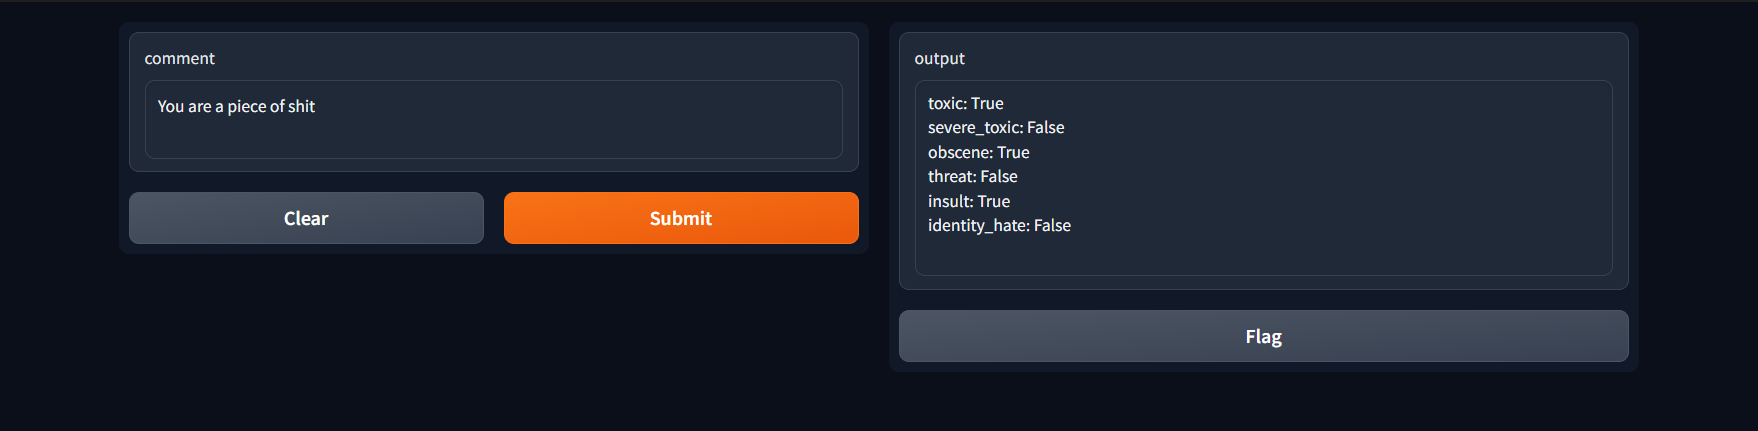 comment
You are a piece of shit
Clear
Submit
output
toxic: True
severe_toxic: False
obscene: True
threat: False
insult: True
identity_hate: False
Flag